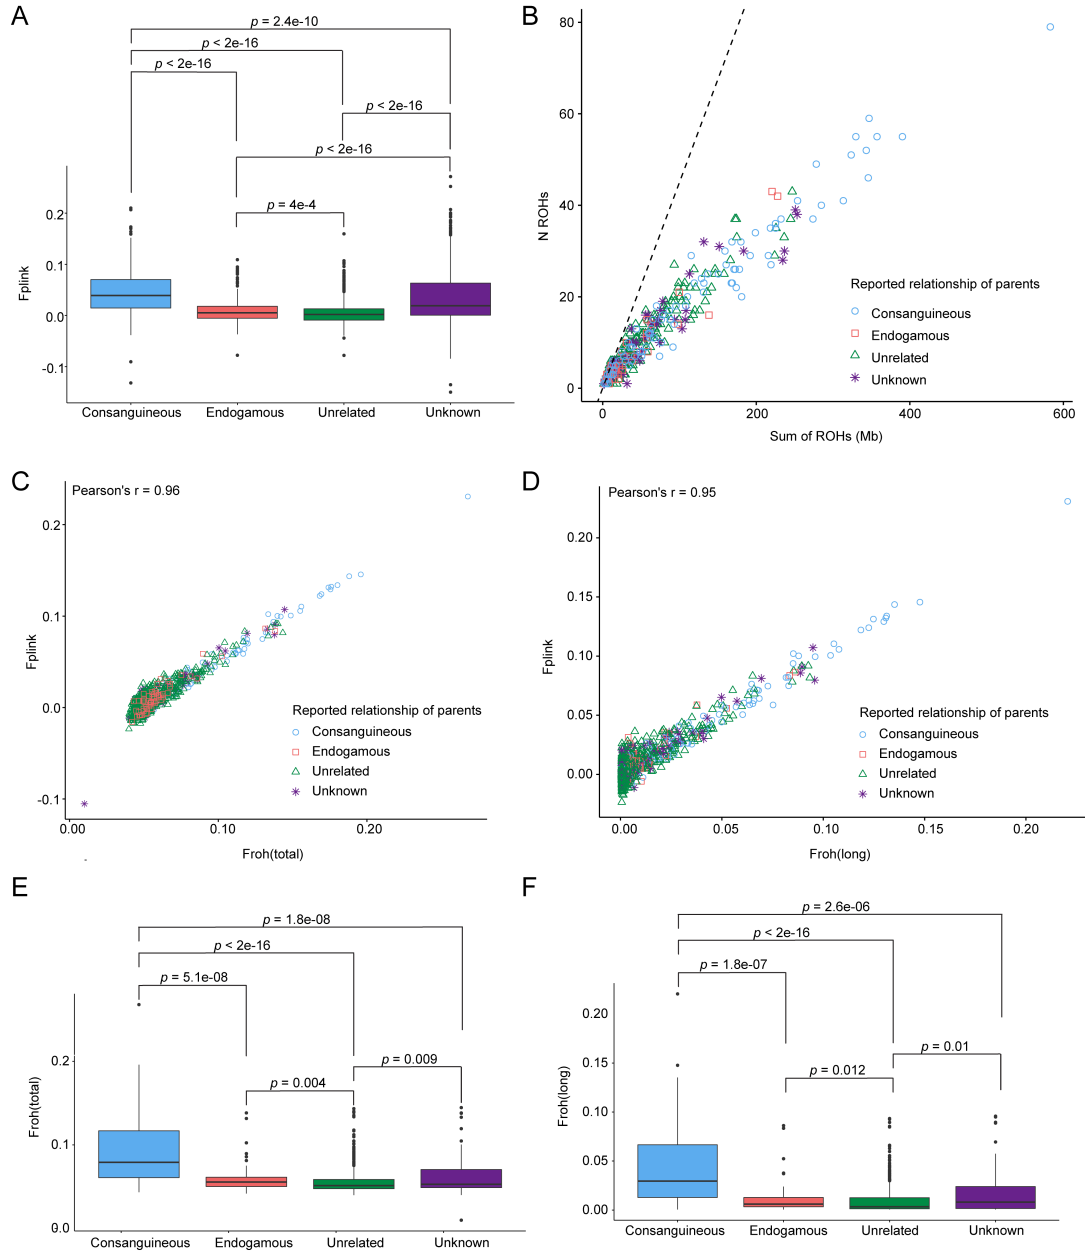 A
p = 2.4e-10
p < 2e-16
p < 2e-16
p < 2e-16
p < 2e-16
p = 4e-4
Fplink
0.2
0.1
0.0
-0.1
Consanguineous Endogamous Unrelated Unknown
B
N ROHs
80
60
40
20
0
0 200 400 600
Sum of ROHs (Mb)
Reported relationship of parents
Consanguineous
Endogamous
Unrelated
Unknown
C
Pearson's r = 0.96
Fplink
0.2
0.1
0.0
-0.1
0.00 0.10 0.20
Froh(total)
Reported relationship of parents
Consanguineous
Endogamous
Unrelated
Unknown
D
Pearson's r = 0.95
Fplink
0.20
0.15
0.10
0.05
0.00
0.00 0.05 0.10 0.15 0.20
Froh(long)
Reported relationship of parents
Consanguineous
Endogamous
Unrelated
Unknown
E
p = 1.8e-08
p < 2e-16
p = 5.1e-08
p = 0.009
p = 0.004
Froh(total)
0.2
0.1
0.0
Consanguineous Endogamous Unrelated Unknown
F
p = 2.6e-06
p < 2e-16
p = 1.8e-07
p = 0.01
p = 0.012
Froh(long)
0.20
0.15
0.10
0.05
0.00
Consanguineous Endogamous Unrelated Unknown